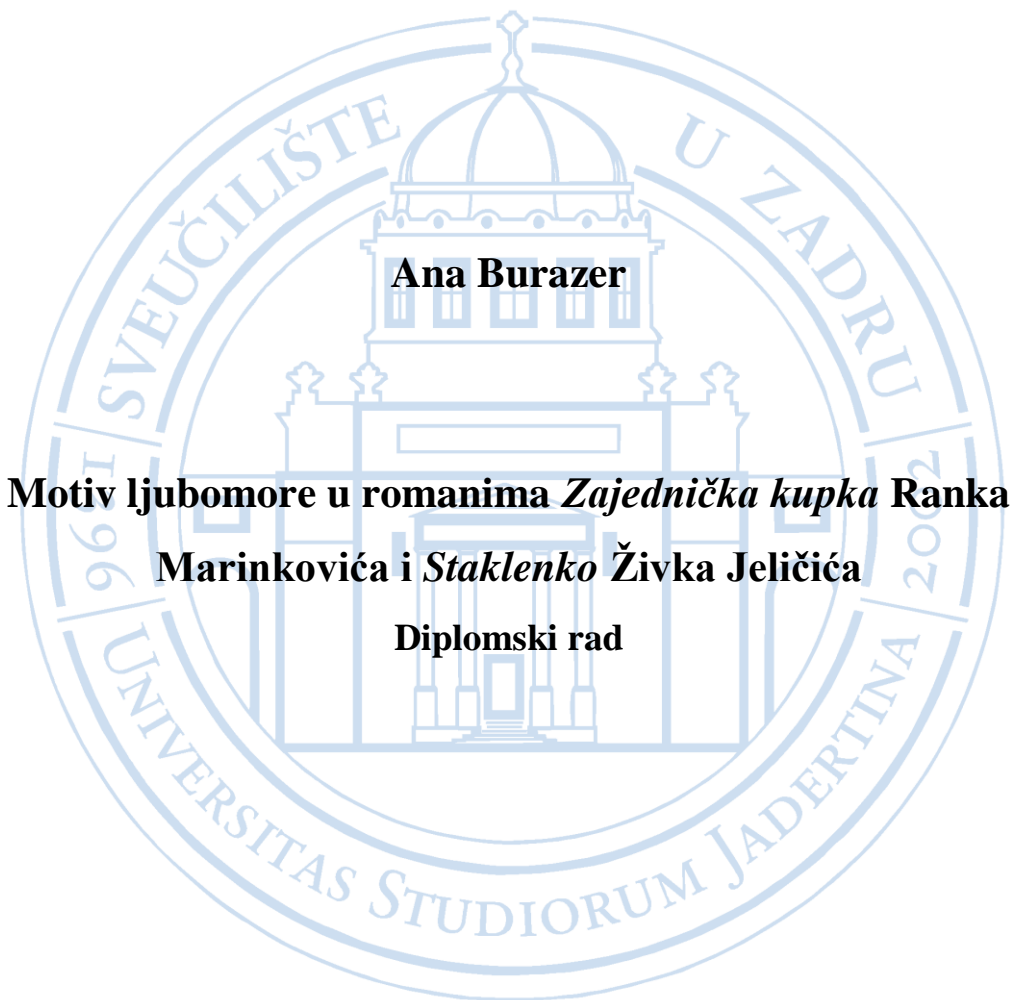 SVEUČILIŠTE U ZADRU
Ana Burazer
Motiv ljubomore u romanima Zajednička kupka Ranka
Marinkovića i Staklenko Živka Jeličića
Diplomski rad
1396
2002
UNIVERSITAS STUDIORUM JADERTINA